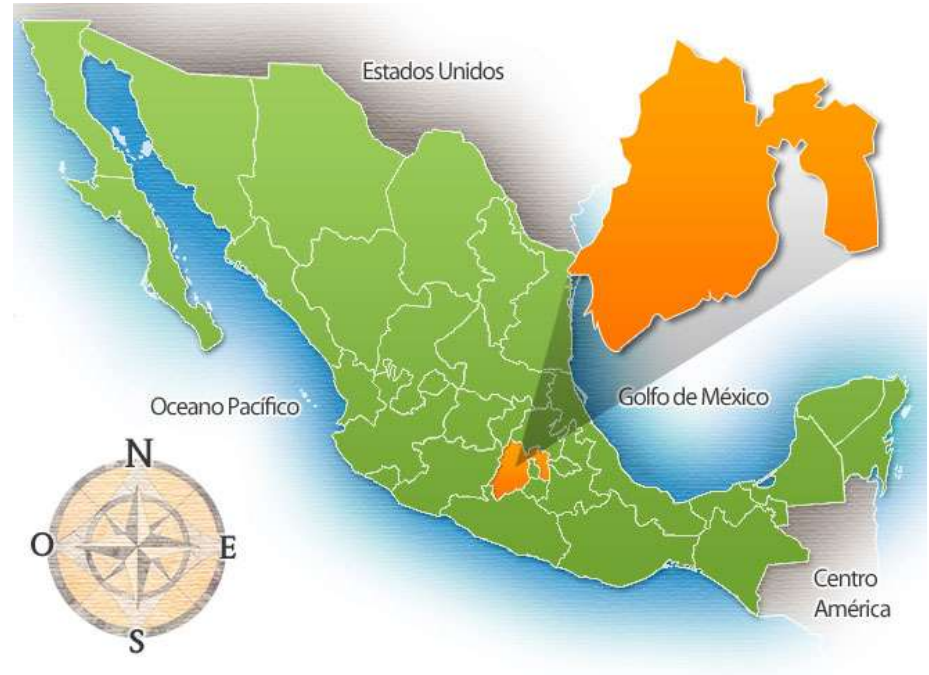 Estados Unidos
Golfo de México
Oceano Pacífico
N
O
E
S
Centro
América